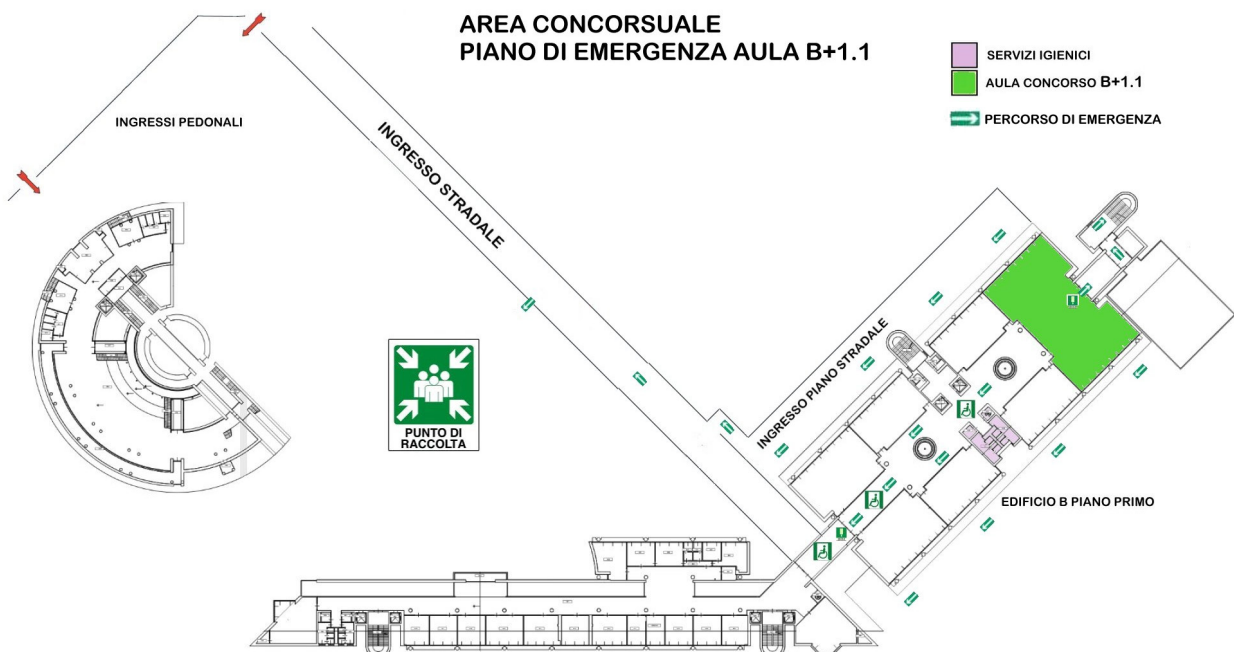 AREA CONCORSUALE
PIANO DI EMERGENZA AULA B+1.1
SERVIZI IGIENICI
AULA CONCORSO B+1.1
PERCORSO DI EMERGENZA
INGRESSI PEDONALI
INGRESSO STRADALE
INGRESSO PIANO STRADALE
PUNTO DI
RACCOLTA
EDIFICIO B PIANO PRIMO